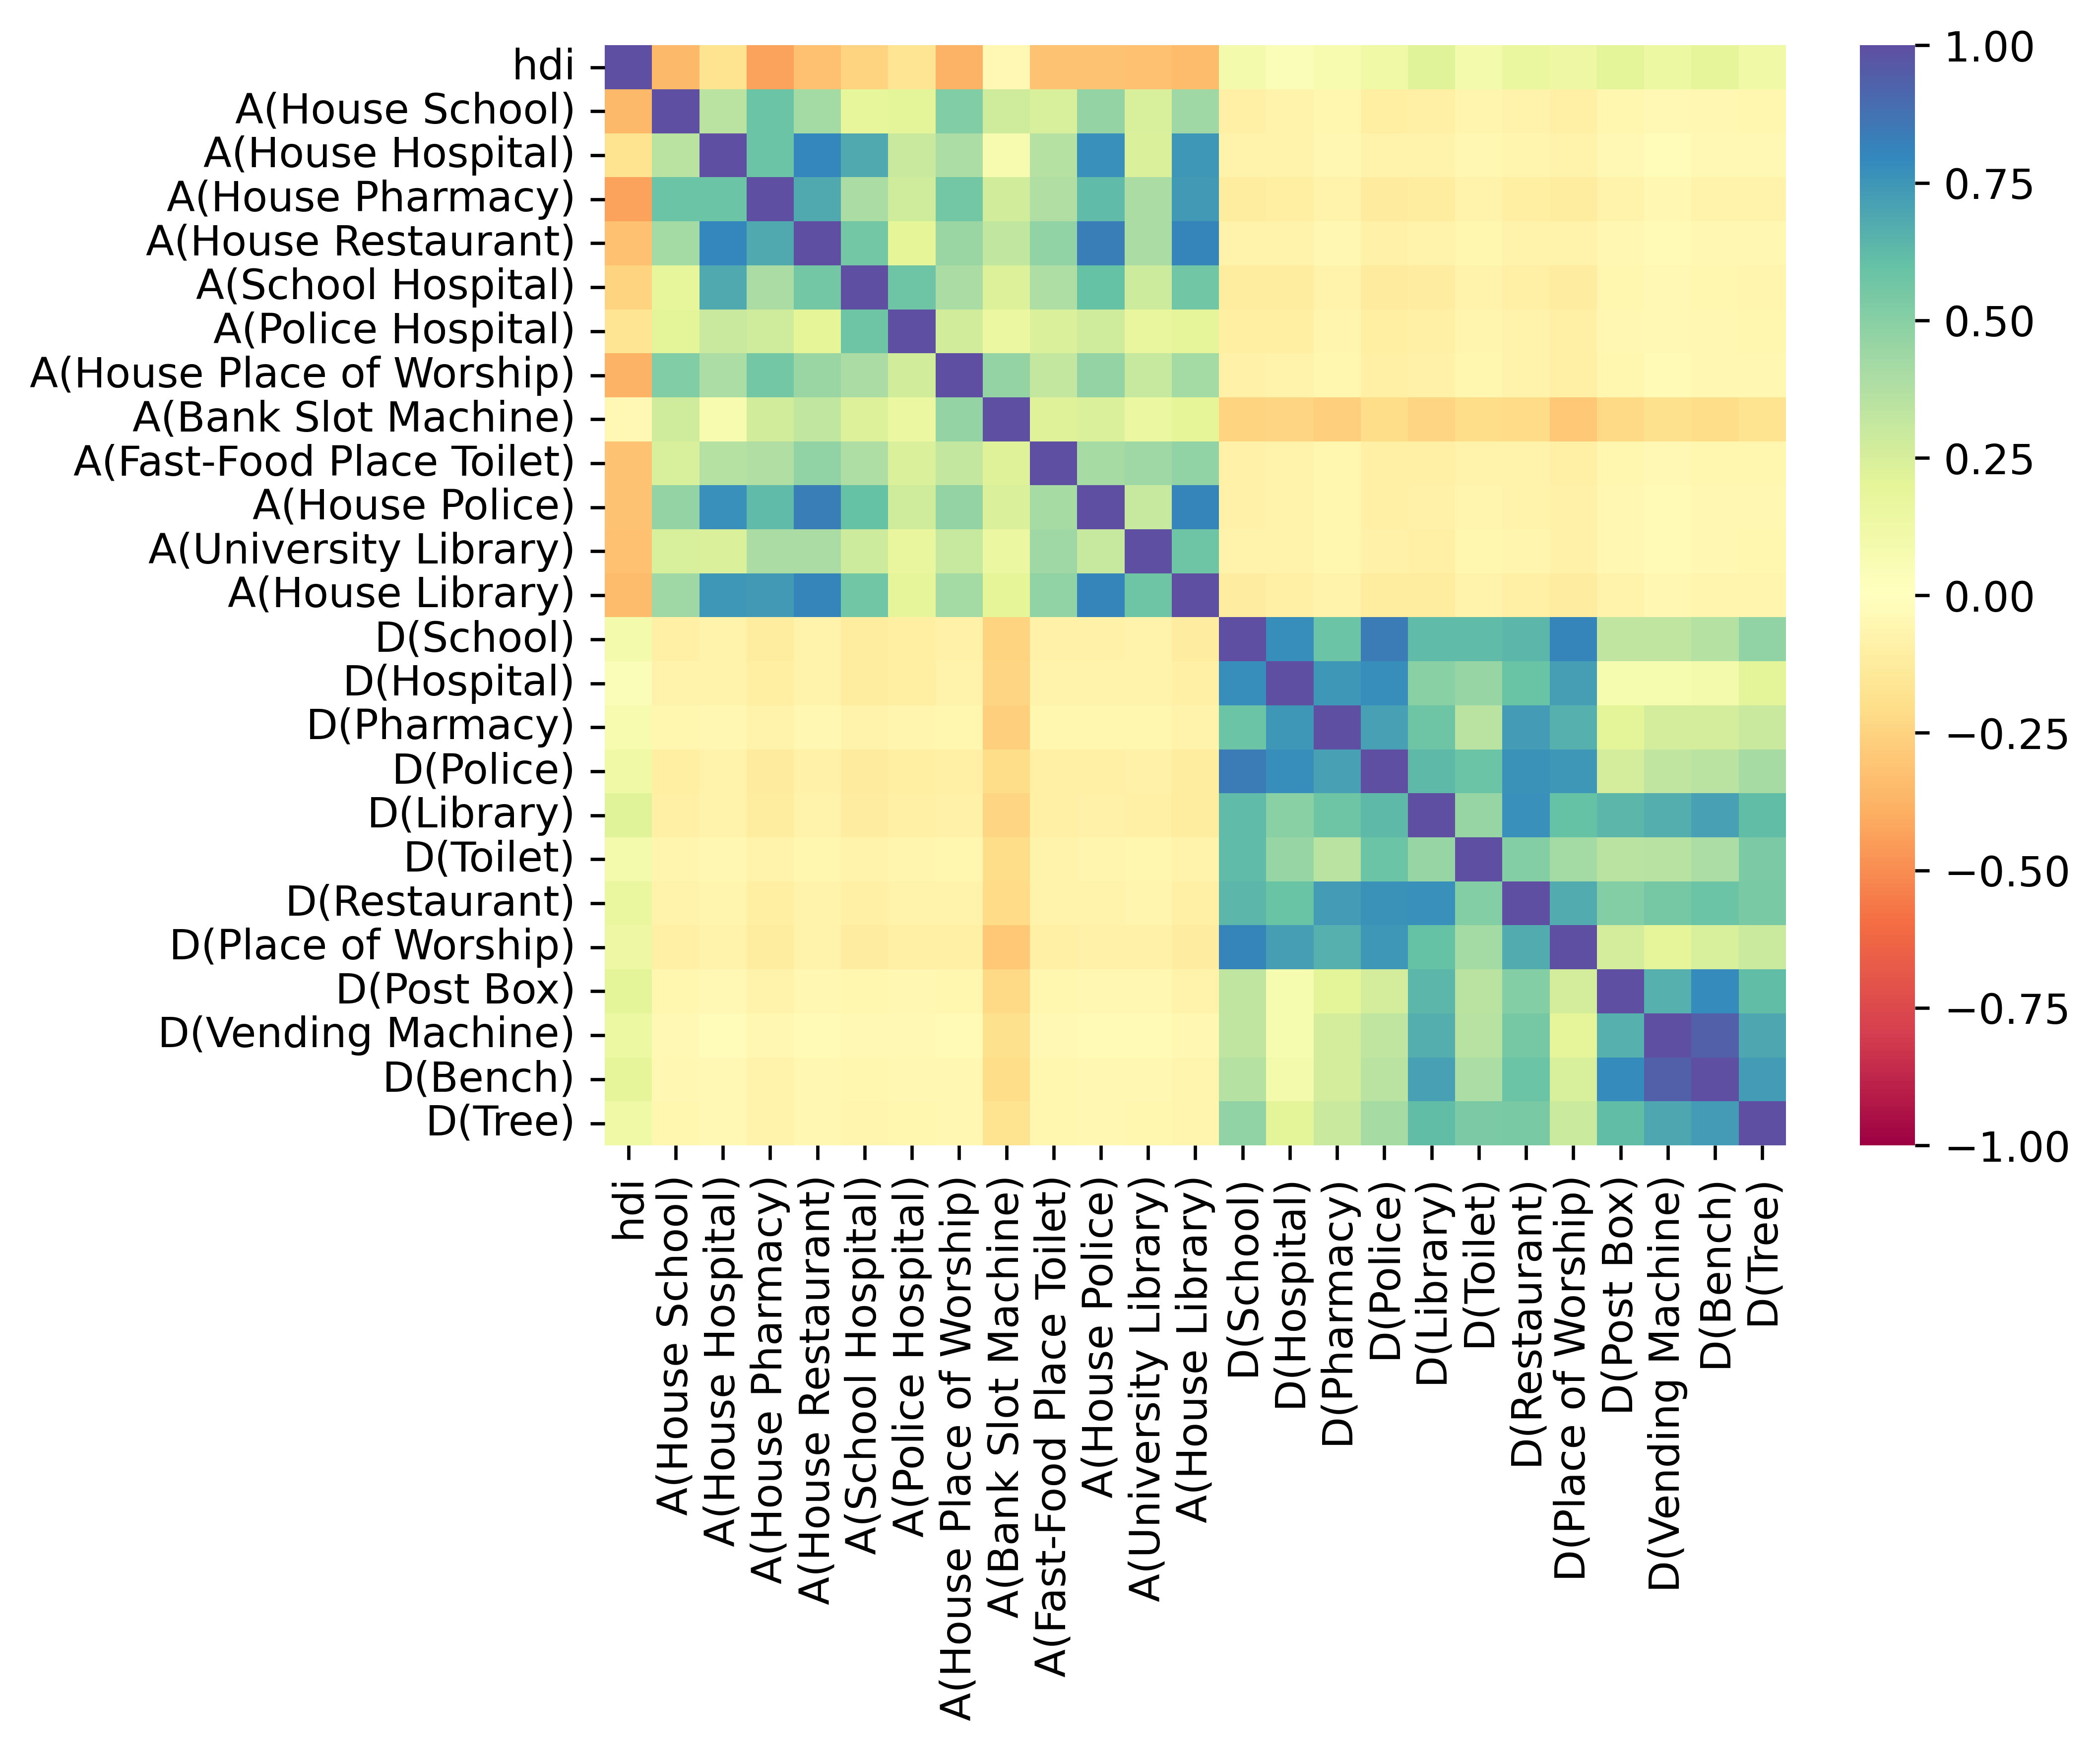 hdi
A(House School)
A(House Hospital)
A(House Pharmacy)
A(House Restaurant)
A(School Hospital)
A(Police Hospital)
A(House Place of Worship)
A(Bank Slot Machine)
A(Fast-Food Place Toilet)
A(House Police)
A(University Library)
A(House Library)
D(School)
D(Hospital)
D(Pharmacy)
D(Police)
D(Library)
D(Toilet)
D(Restaurant)
D(Place of Worship)
D(Post Box)
D(Vending Machine)
D(Bench)
D(Tree)
hdi
A(House School)
A(House Hospital)
A(House Pharmacy)
A(House Restaurant)
A(School Hospital)
A(Police Hospital)
A(House Place of Worship)
A(Bank Slot Machine)
A(Fast-Food Place Toilet)
A(House Police)
A(University Library)
A(House Library)
D(School)
D(Hospital)
D(Pharmacy)
D(Police)
D(Library)
D(Toilet)
D(Restaurant)
D(Place of Worship)
D(Post Box)
D(Vending Machine)
D(Bench)
D(Tree)
1.00
0.75
0.50
0.25
0.00
−0.25
−0.50
−0.75
−1.00